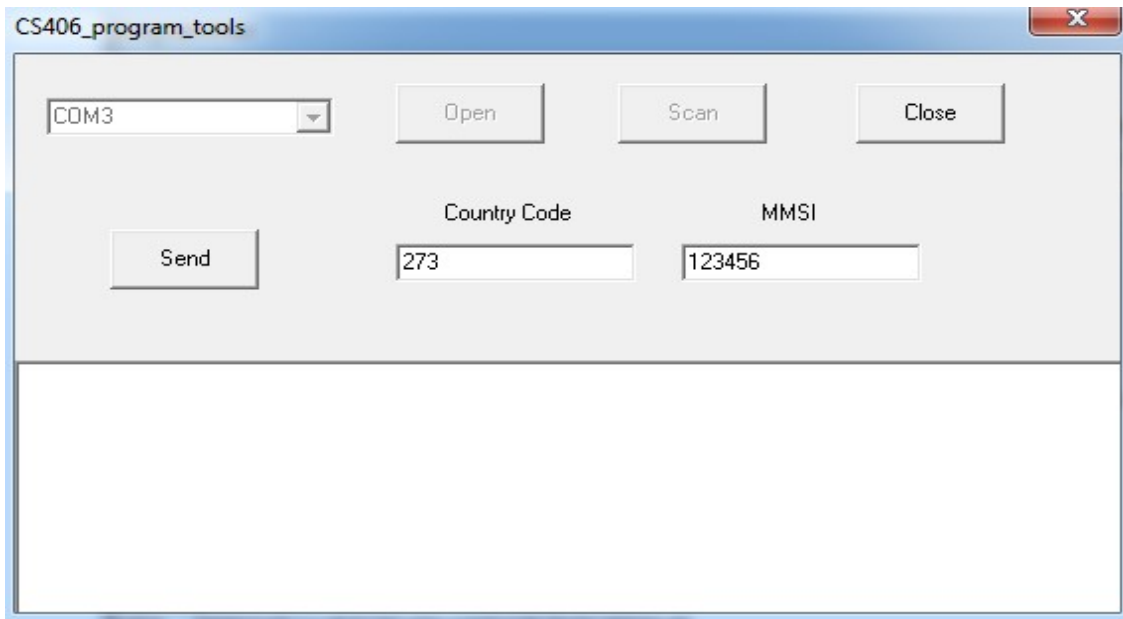 CS406_program_tools
COM3 Open Scan Close
Country Code MMSI
Send 273 123456